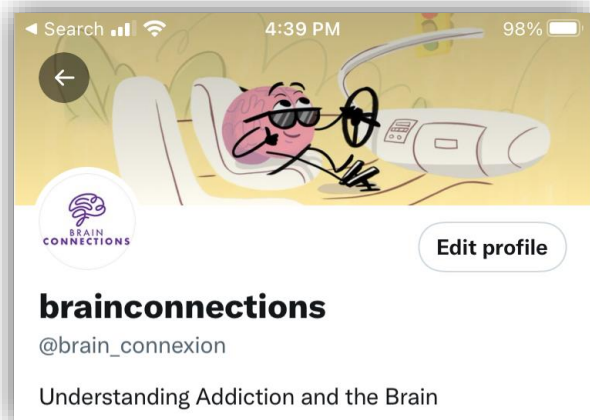 Search
4:39 PM
98%
BRAIN
CONNECTIONS
Edit profile
brainconnections
@brain_connexion
Understanding Addiction and the Brain